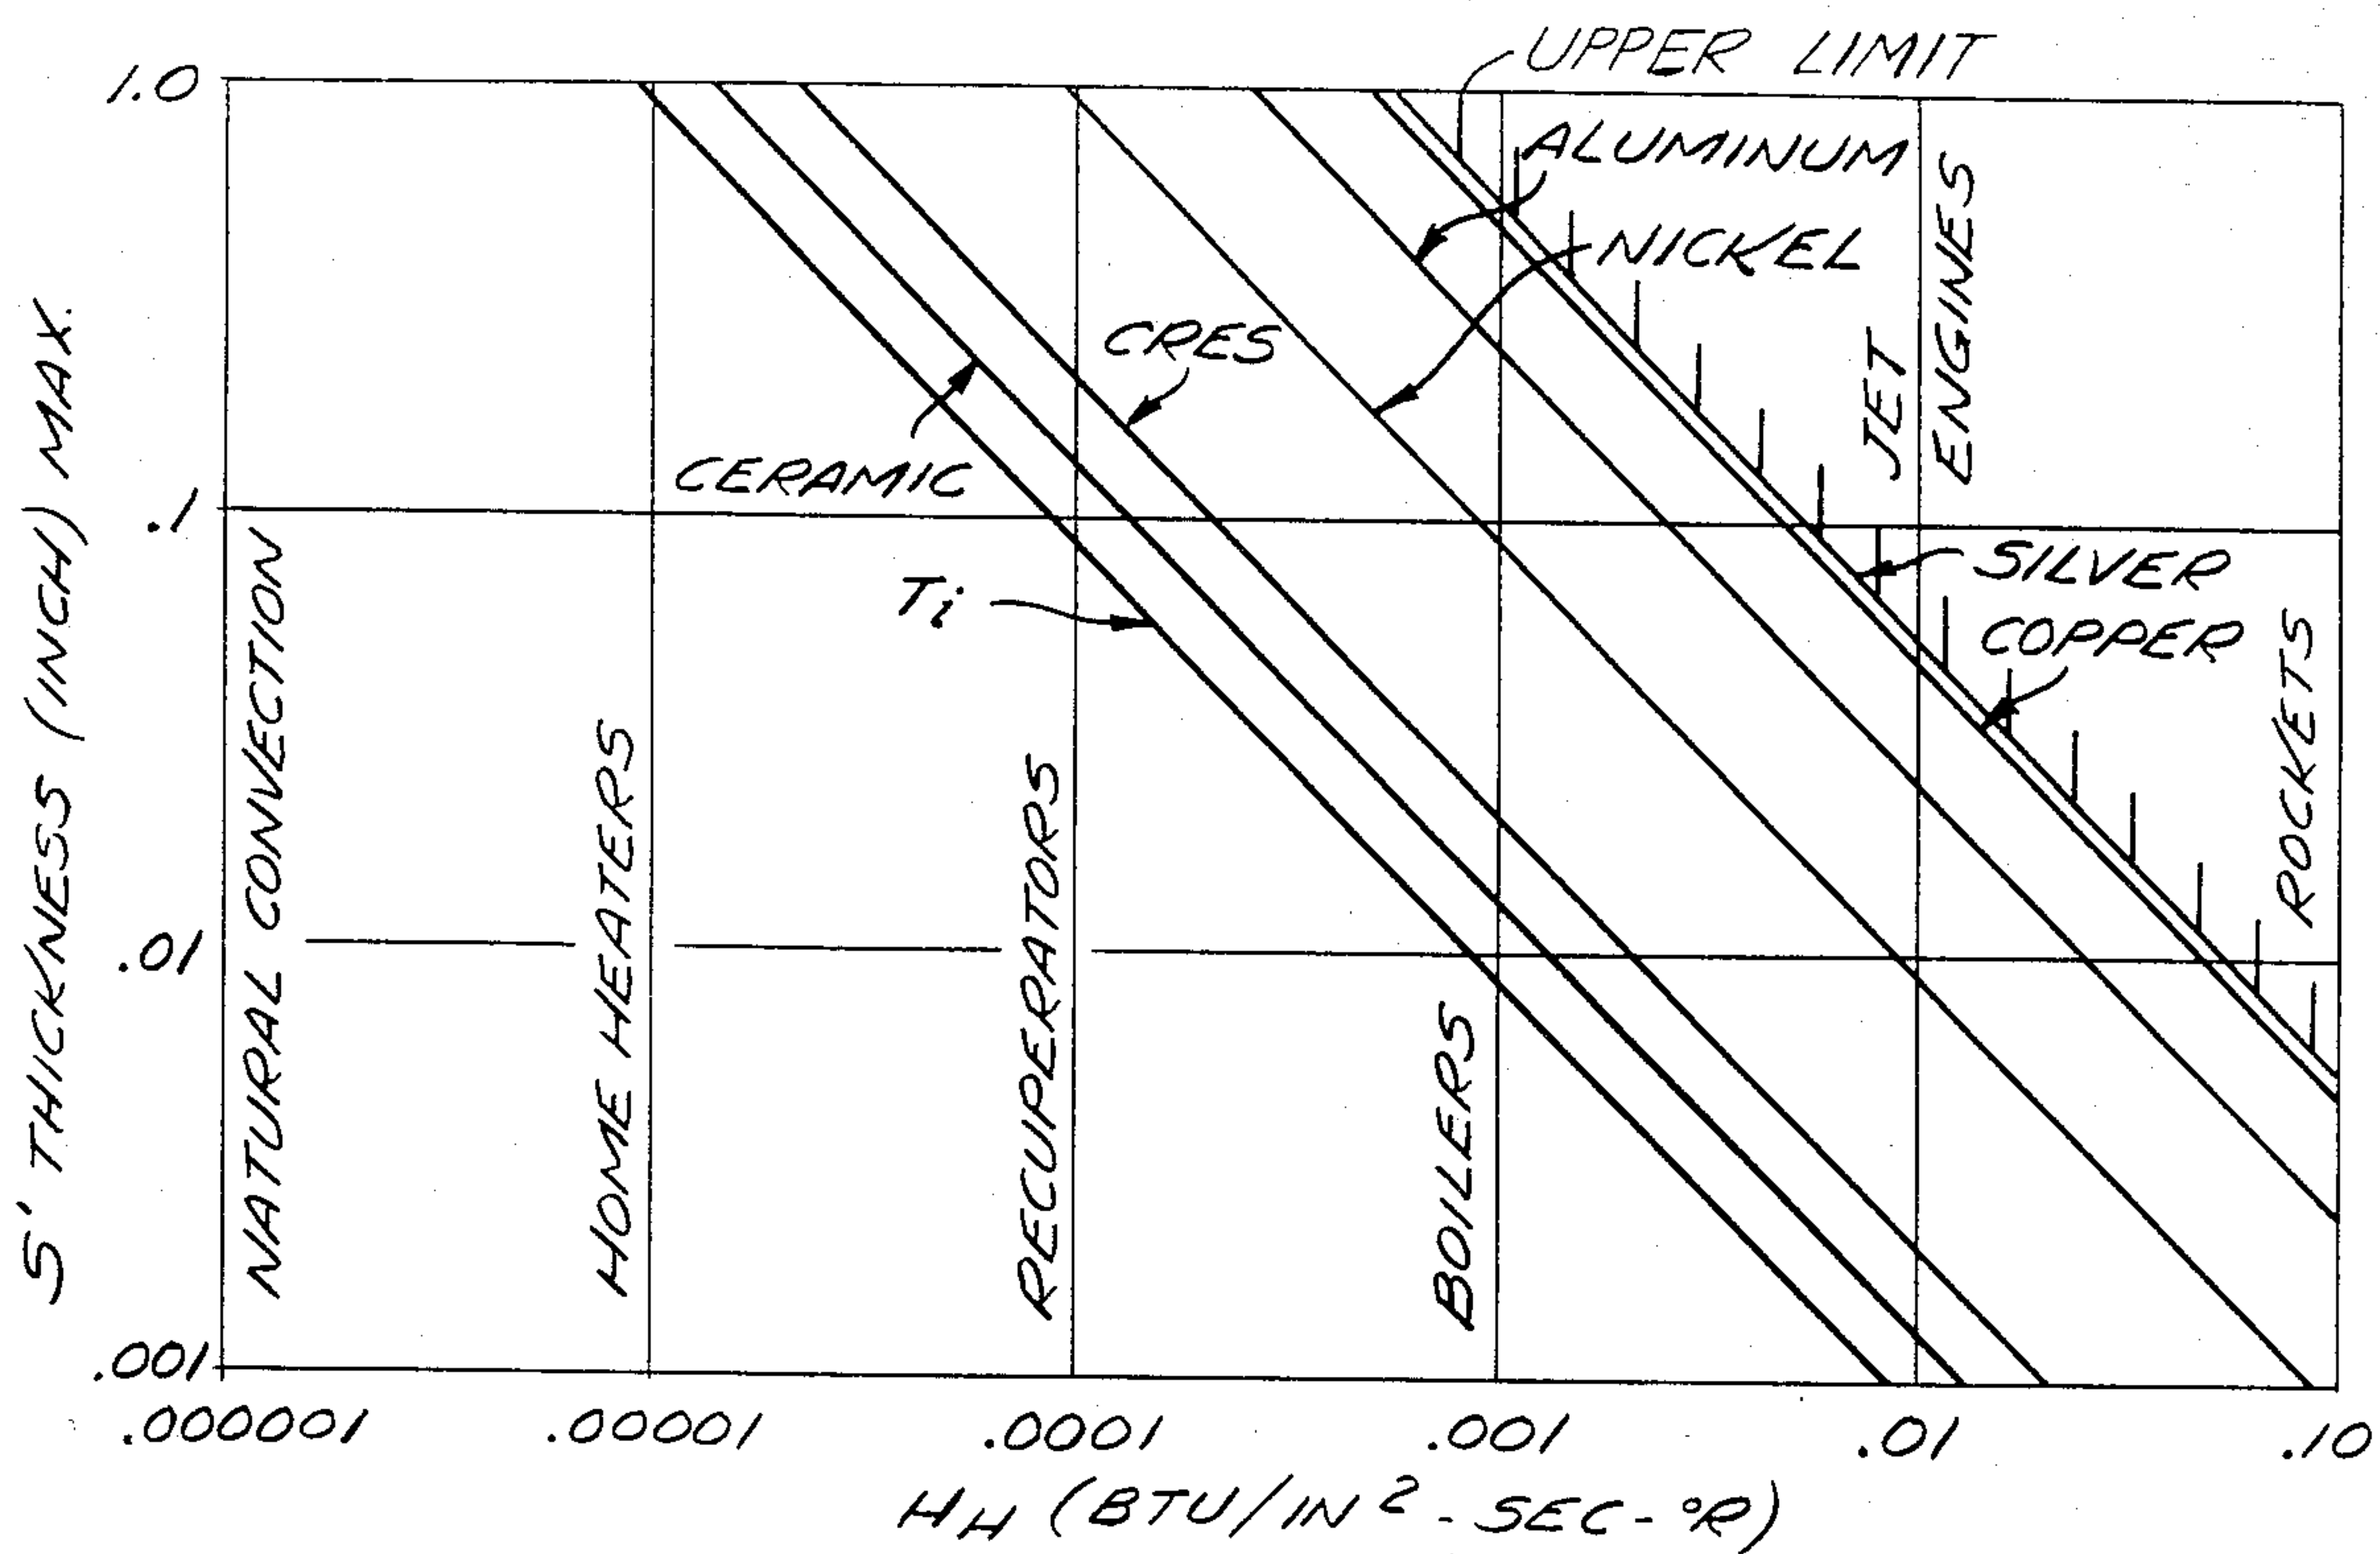 UPPER LIMIT
1.0
ALUMINUM
NICKEL
JET
ENGINES
CRES
CERAMIC
.1
Ti
SILVER
COPPER
S' THICKNESS (INCH) MAX.
NATURAL CONVECTION
HOME HEATERS
RECUPERATORS
BOILERS
ROCKETS
.01
.001
.000001
.00001
.0001
.001
.01
.10
HH (BTU/IN2 - SEC - °R)